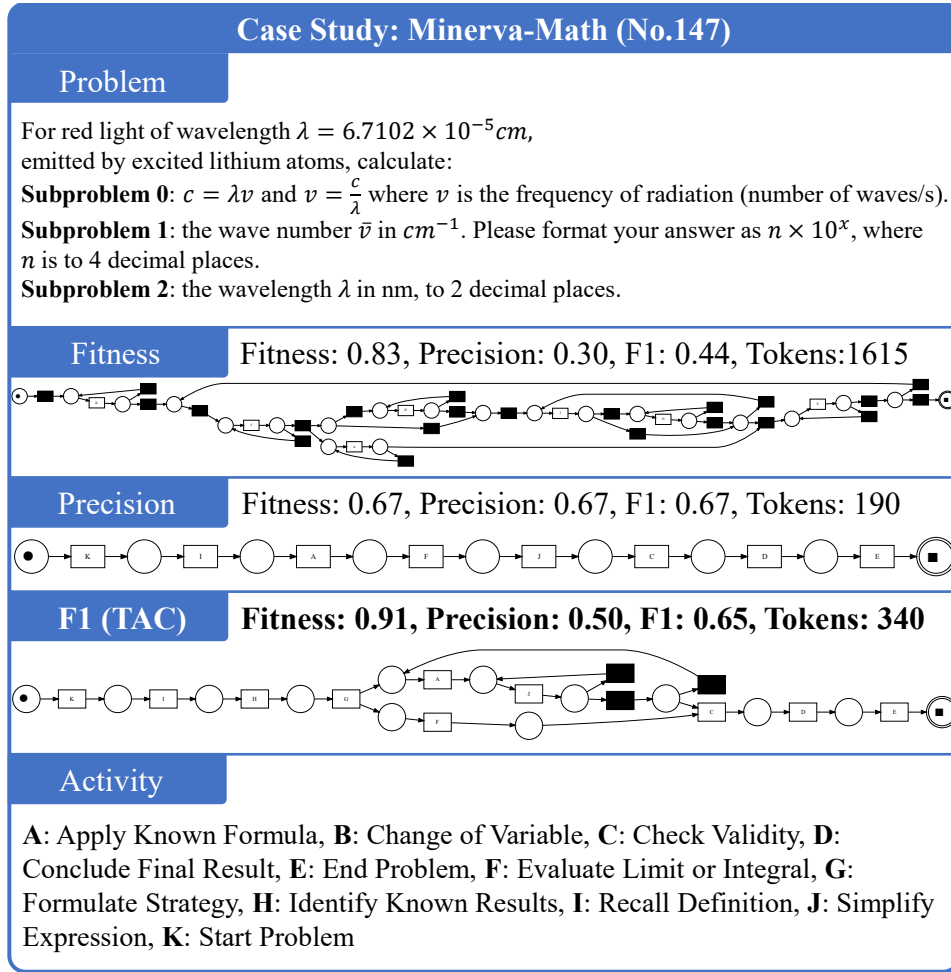 Case Study: Minerva-Math (No.147)
Problem
For red light of wavelength λ = 6.7102 × 10⁻⁵cm,
emitted by excited lithium atoms, calculate:
Subproblem 0: c = λv and v = c/λ where v is the frequency of radiation (number of waves/s).
Subproblem 1: the wave number v̄ in cm⁻¹. Please format your answer as n × 10ˣ, where
n is to 4 decimal places.
Subproblem 2: the wavelength λ in nm, to 2 decimal places.
Fitness Fitness: 0.83, Precision: 0.30, F1: 0.44, Tokens:1615
Precision Fitness: 0.67, Precision: 0.67, F1: 0.67, Tokens: 190
K I A F J C D E
F1 (TAC) Fitness: 0.91, Precision: 0.50, F1: 0.65, Tokens: 340
A
K I H G J
F C D E
Activity
A: Apply Known Formula, B: Change of Variable, C: Check Validity, D:
Conclude Final Result, E: End Problem, F: Evaluate Limit or Integral, G:
Formulate Strategy, H: Identify Known Results, I: Recall Definition, J: Simplify
Expression, K: Start Problem